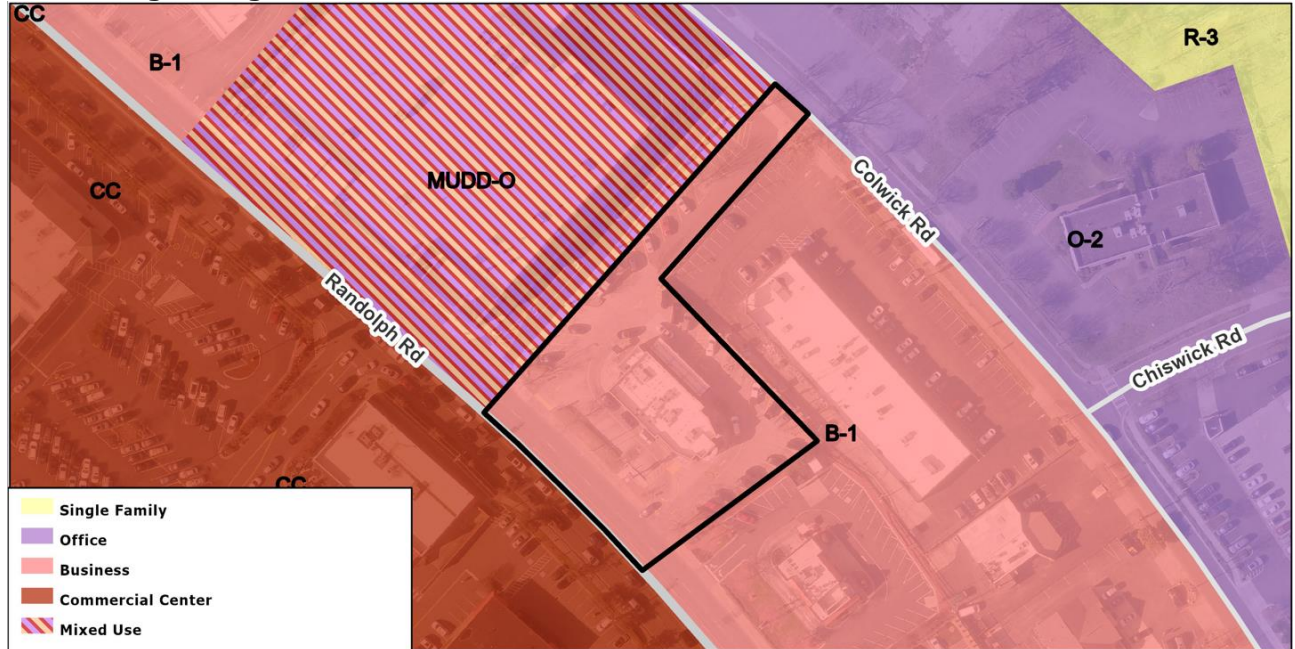 CC
B-1
R-3
CC
MUDD-O
Colwick Rd
O-2
Randolph Rd
Chiswick Rd
B-1
CC
Single Family
Office
Business
Commercial Center
Mixed Use